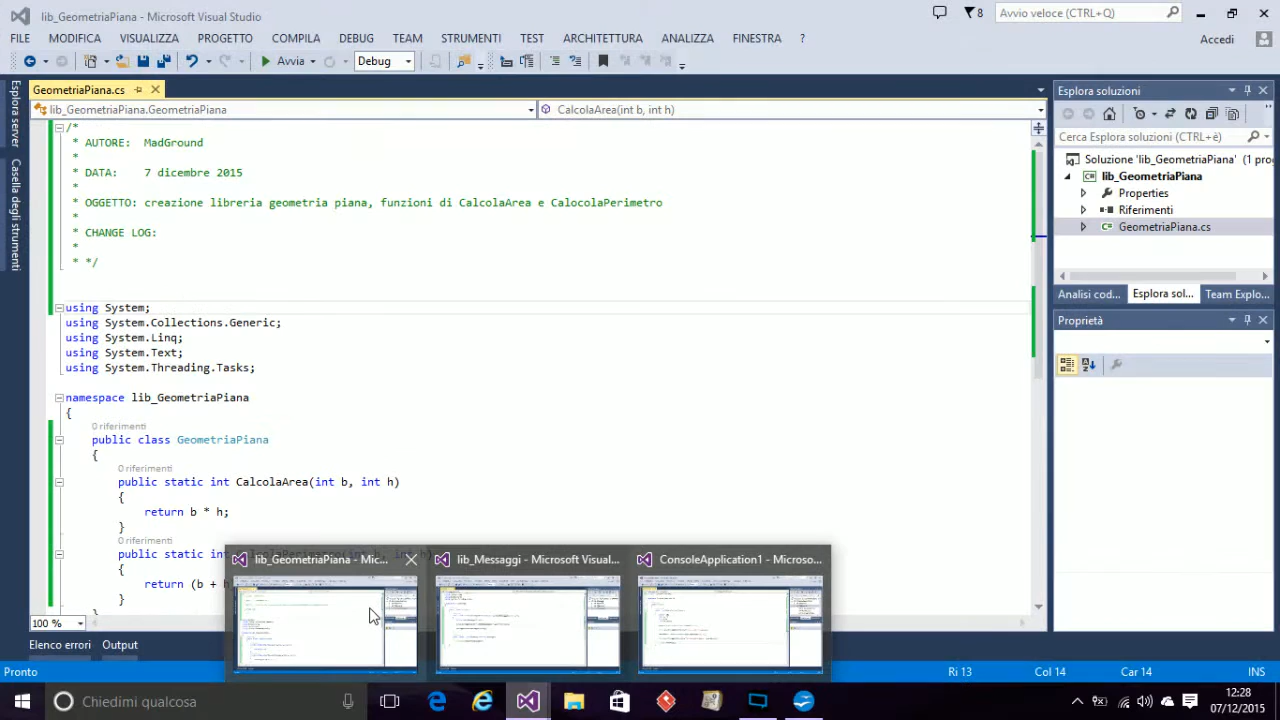 lib_GeometriaPiana - Microsoft Visual Studio
8
Avvio veloce (CTRL+Q)
FILE MODIFICA VISUALIZZA PROGETTO COMPILA DEBUG TEAM STRUMENTI TEST ARCHITETTURA ANALIZZA FINESTRA ?
Accedi
Avvia
Debug
Esplora server
Casella degli strumenti
GeometriaPiana.cs
lib_GeometriaPiana.GeometriaPiana
CalcolaArea(int b, int h)
/*
* AUTORE: MadGround
*
* DATA: 7 dicembre 2015
*
* OGGETTO: creazione libreria geometria piana, funzioni di CalcolaArea e CalocolaPerimetro
*
* CHANGE LOG:
*
* */
using System;
using System.Collections.Generic;
using System.Linq;
using System.Text;
using System.Threading.Tasks;
namespace lib_GeometriaPiana
{
0 riferimenti
public class GeometriaPiana
{
0 riferimenti
public static int CalcolaArea(int b, int h)
{
return b * h;
}
0 riferimenti
public static int CalcolaPerimetro(int b, int h)
{
return (b + h
}
100 %
Esplora soluzioni
Cerca Esplora soluzioni (CTRL+è)
Soluzione 'lib_GeometriaPiana' (1 pro
lib_GeometriaPiana
Properties
Riferimenti
GeometriaPiana.cs
Analisi cod...
Esplora sol...
Team Explo...
Proprietà
lib_GeometriaPiana - Mic...
lib_Messaggi - Microsoft Visual...
ConsoleApplication1 - Microso...
Elenco errori
Output
Pronto
Ri 13
Col 14
Car 14
INS
Chiedimi qualcosa
12:28
07/12/2015